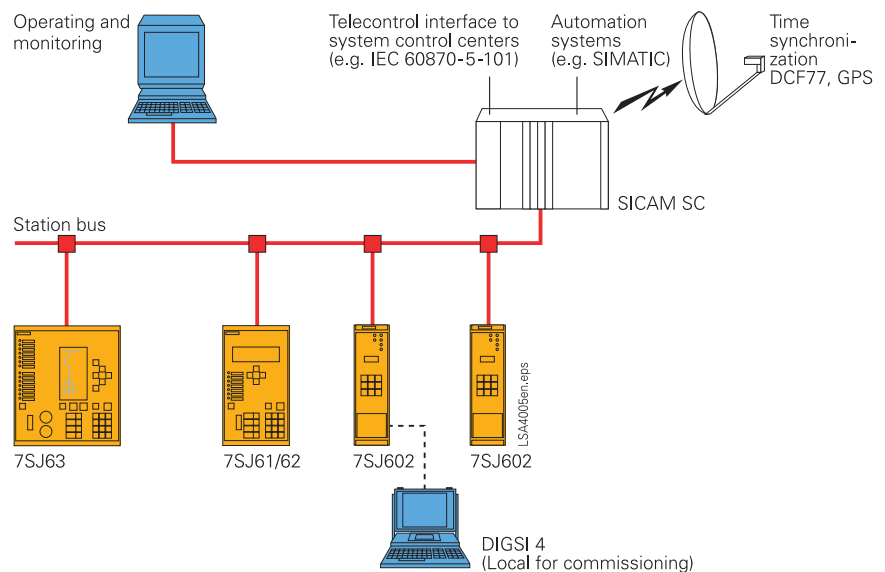 Operating and
monitoring
Telecontrol interface to
system control centers
(e.g. IEC 60870-5-101)
Automation
systems
(e.g. SIMATIC)
Time
synchroni-
zation
DCF77, GPS
SICAM SC
Station bus
LSA4005en.eps
7SJ63
7SJ61/62
7SJ602
7SJ602
DIGSI 4
(Local for commissioning)